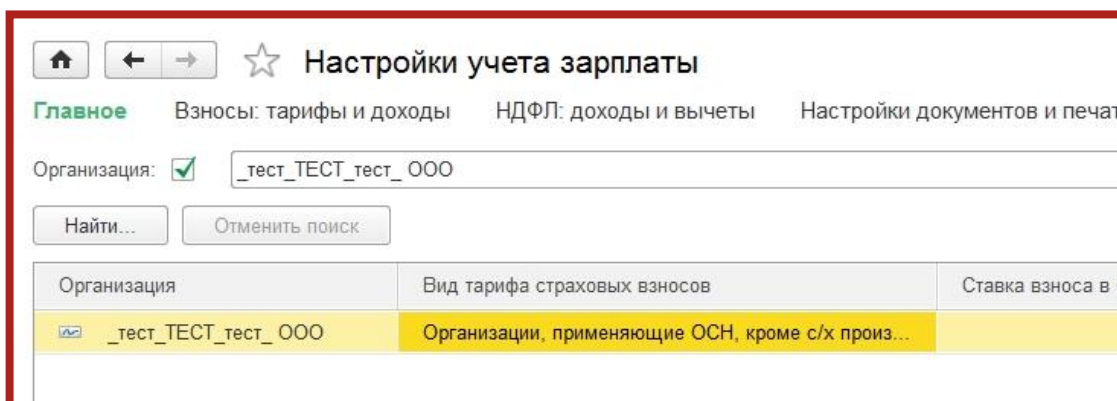 Настройки учета зарплаты
Главное Взносы: тарифы и доходы НДФЛ: доходы и вычеты Настройки документов и печат
Организация: _тест_ТЕСТ_тест_ ООО
Найти... Отменить поиск
Организация Вид тарифа страховых взносов Ставка взноса в
_тест_ТЕСТ_тест_ ООО Организации, применяющие ОСН, кроме с/х произ...